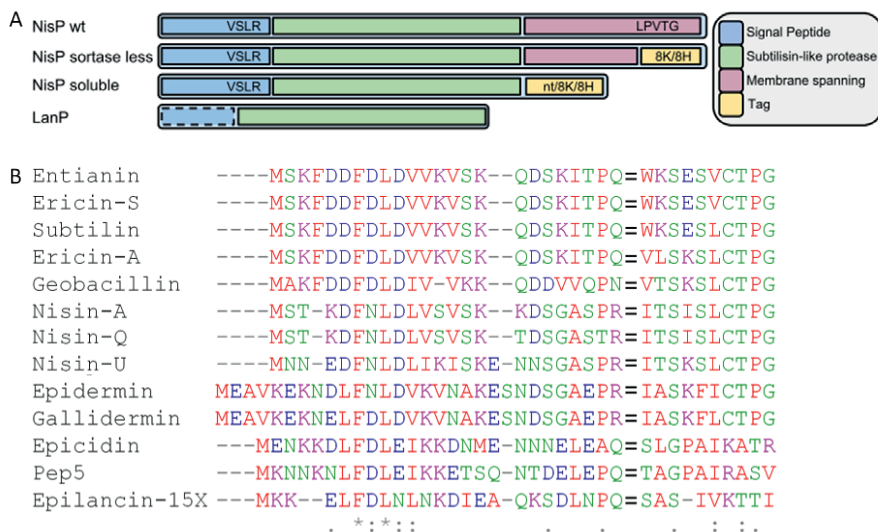 A
NisP wt VSLR LPVTG
NisP sortase less VSLR 8K/8H
NisP soluble VSLR nt/8K/8H
LanP
Signal Peptide
Subtilisin-like protease
Membrane spanning
Tag
B
Entianin ----MSKFDDFDLDVVKVSK--QDSKITPQ=WKSESVCTPG
Ericin-S ----MSKFDDFDLDVVKVSK--QDSKITPQ=WKSESVCTPG
Subtilin ----MSKFDDFDLDVVKVSK--QDSKITPQ=WKSESLCTPG
Ericin-A ----MSKFDDFDLDVVKVSK--QDSKITPQ=VLSKSLCTPG
Geobacillin ----MAKFDDFDLDIV-VKK--QDDVVQPN=VTSKSLCTPG
Nisin-A ----MST-KDFNLDLVSVSK--KDSGASPR=ITSISLCTPG
Nisin-Q ----MST-KDFNLDLVSVSK--TDSGASTR=ITSISLCTPG
Nisin-U ----MNN-EDFNLDLIKISKE-NNSGASPR=ITSKSLCTPG
Epidermin MEAVKEKNDLFNLDVKVNAKESNDSGAEPR=IASKFICTPG
Gallidermin MEAVKEKNELFDLDVKVNAKESNDSGAEPR=IASKFLCTPG
Epicidin ---MENKKDLFDLEIKKDNME-NNNELEAQ=SLGPAIKATR
Pep5 ---MKNNKNLFDLEIKKETSQ-NTDELEPQ=TAGPAIRASV
Epilancin-15X ---MKK--ELFDLNLNKDIEA-QKSDLNPQ=SAS-IVKTTI
. *:*:: . . . : :.